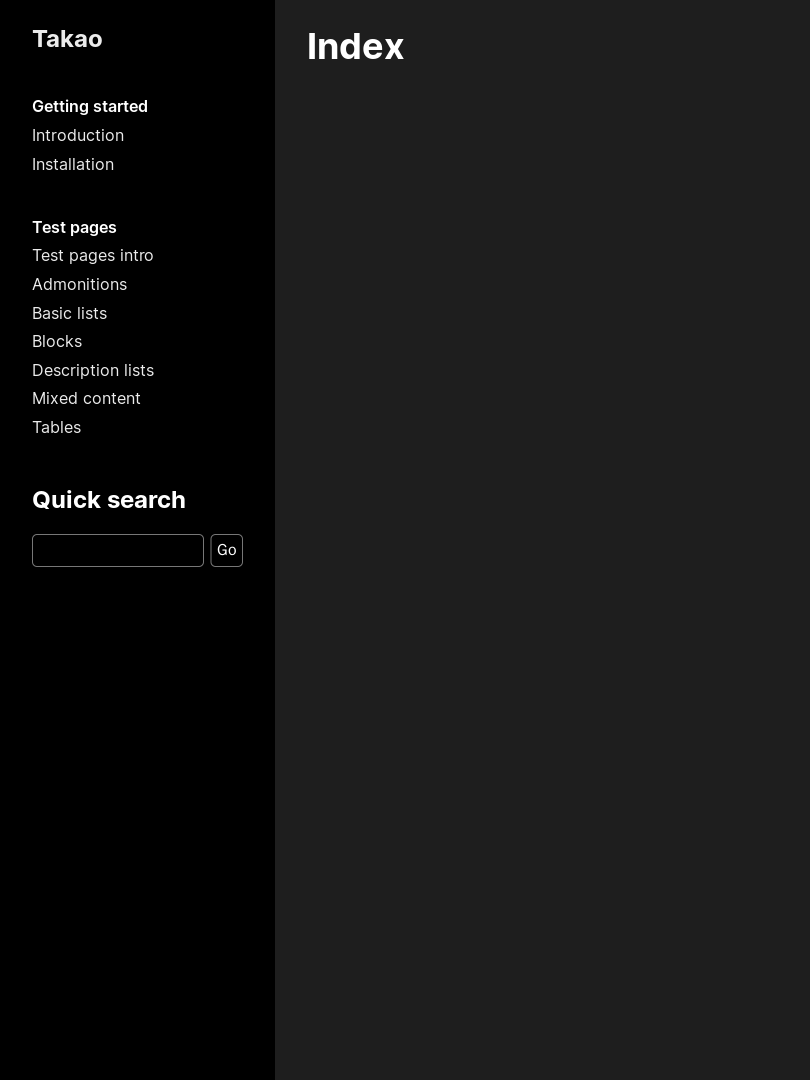 Takao
Getting started
Introduction
Installation
Test pages
Test pages intro
Admonitions
Basic lists
Blocks
Description lists
Mixed content
Tables
Quick search
Go
Index